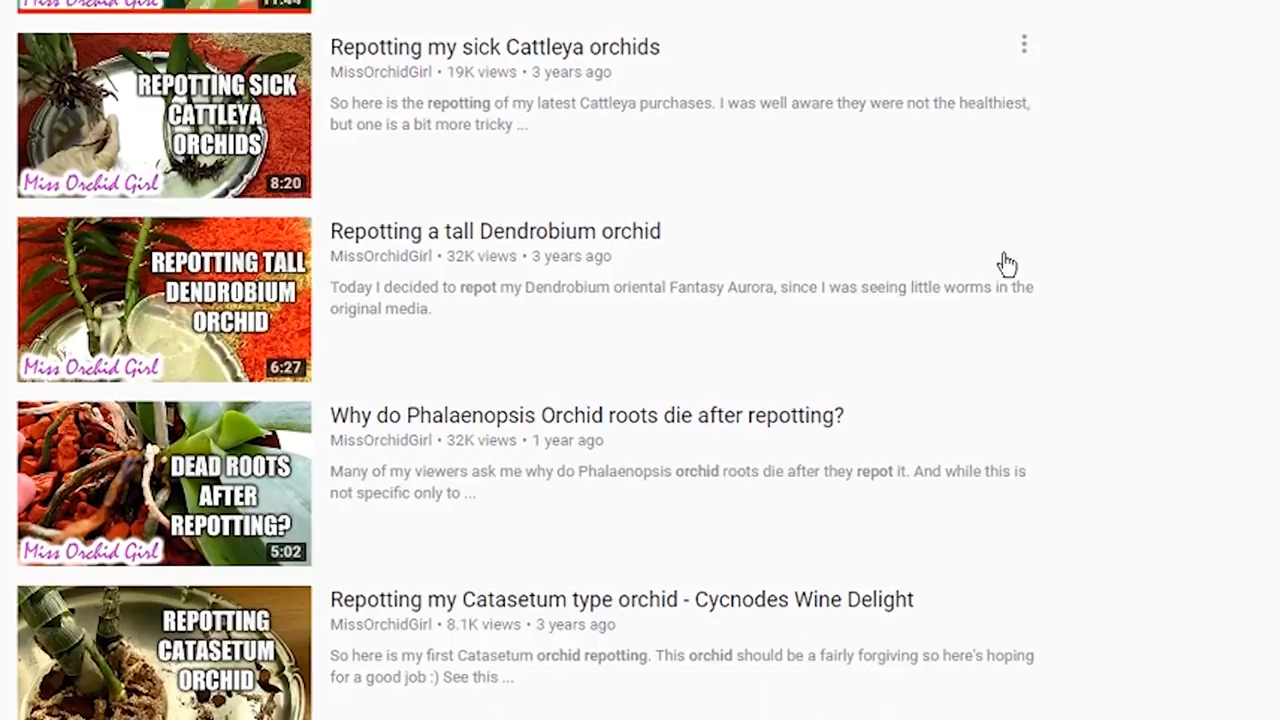 Miss Orchid Girl
11:44
REPOTTING SICK
CATTLEYA
ORCHIDS
Miss Orchid Girl
8:20
Repotting my sick Cattleya orchids
MissOrchidGirl • 19K views • 3 years ago
So here is the repotting of my latest Cattleya purchases. I was well aware they were not the healthiest,
but one is a bit more tricky ...
REPOTTING TALL
DENDROBIUM
ORCHID
Miss Orchid Girl
6:27
Repotting a tall Dendrobium orchid
MissOrchidGirl • 32K views • 3 years ago
Today I decided to repot my Dendrobium oriental Fantasy Aurora, since I was seeing little worms in the
original media.
DEAD ROOTS
AFTER
REPOTTING?
Miss Orchid Girl
5:02
Why do Phalaenopsis Orchid roots die after repotting?
MissOrchidGirl • 32K views • 1 year ago
Many of my viewers ask me why do Phalaenopsis orchid roots die after they repot it. And while this is
not specific only to ...
REPOTTING
CATASETUM
ORCHID
Repotting my Catasetum type orchid - Cycnodes Wine Delight
MissOrchidGirl • 8.1K views • 3 years ago
So here is my first Catasetum orchid repotting. This orchid should be a fairly forgiving so here's hoping
for a good job :) See this ...